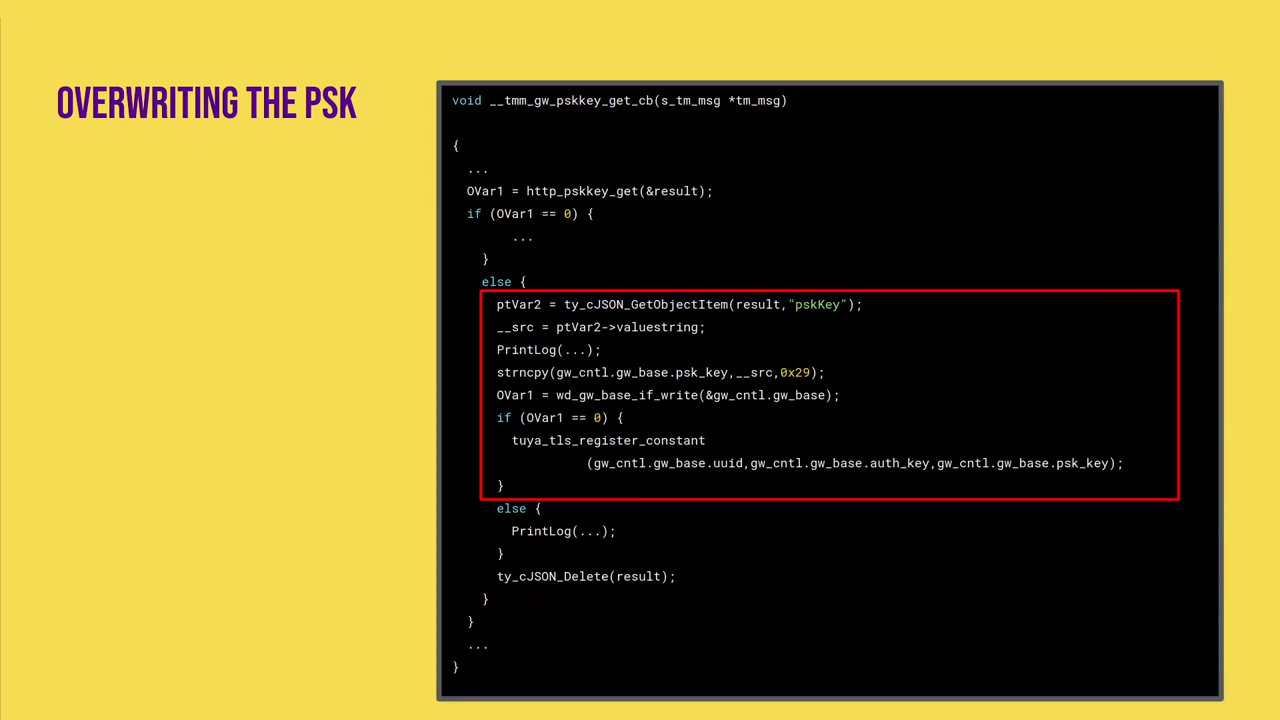 OVERWRITING THE PSK
void __tmm_gw_pskkey_get_cb(s_tm_msg *tm_msg)
{
...
OVar1 = http_pskkey_get(&result);
if (OVar1 == 0) {
...
}
else {
ptVar2 = ty_cJSON_GetObjectItem(result,"pskKey");
__src = ptVar2->valuestring;
PrintLog(...);
strncpy(gw_cntl.gw_base.psk_key,__src,0x29);
OVar1 = wd_gw_base_if_write(&gw_cntl.gw_base);
if (OVar1 == 0) {
tuya_tls_register_constant
(gw_cntl.gw_base.uuid,gw_cntl.gw_base.auth_key,gw_cntl.gw_base.psk_key);
}
else {
PrintLog(...);
}
ty_cJSON_Delete(result);
}
}
...
}